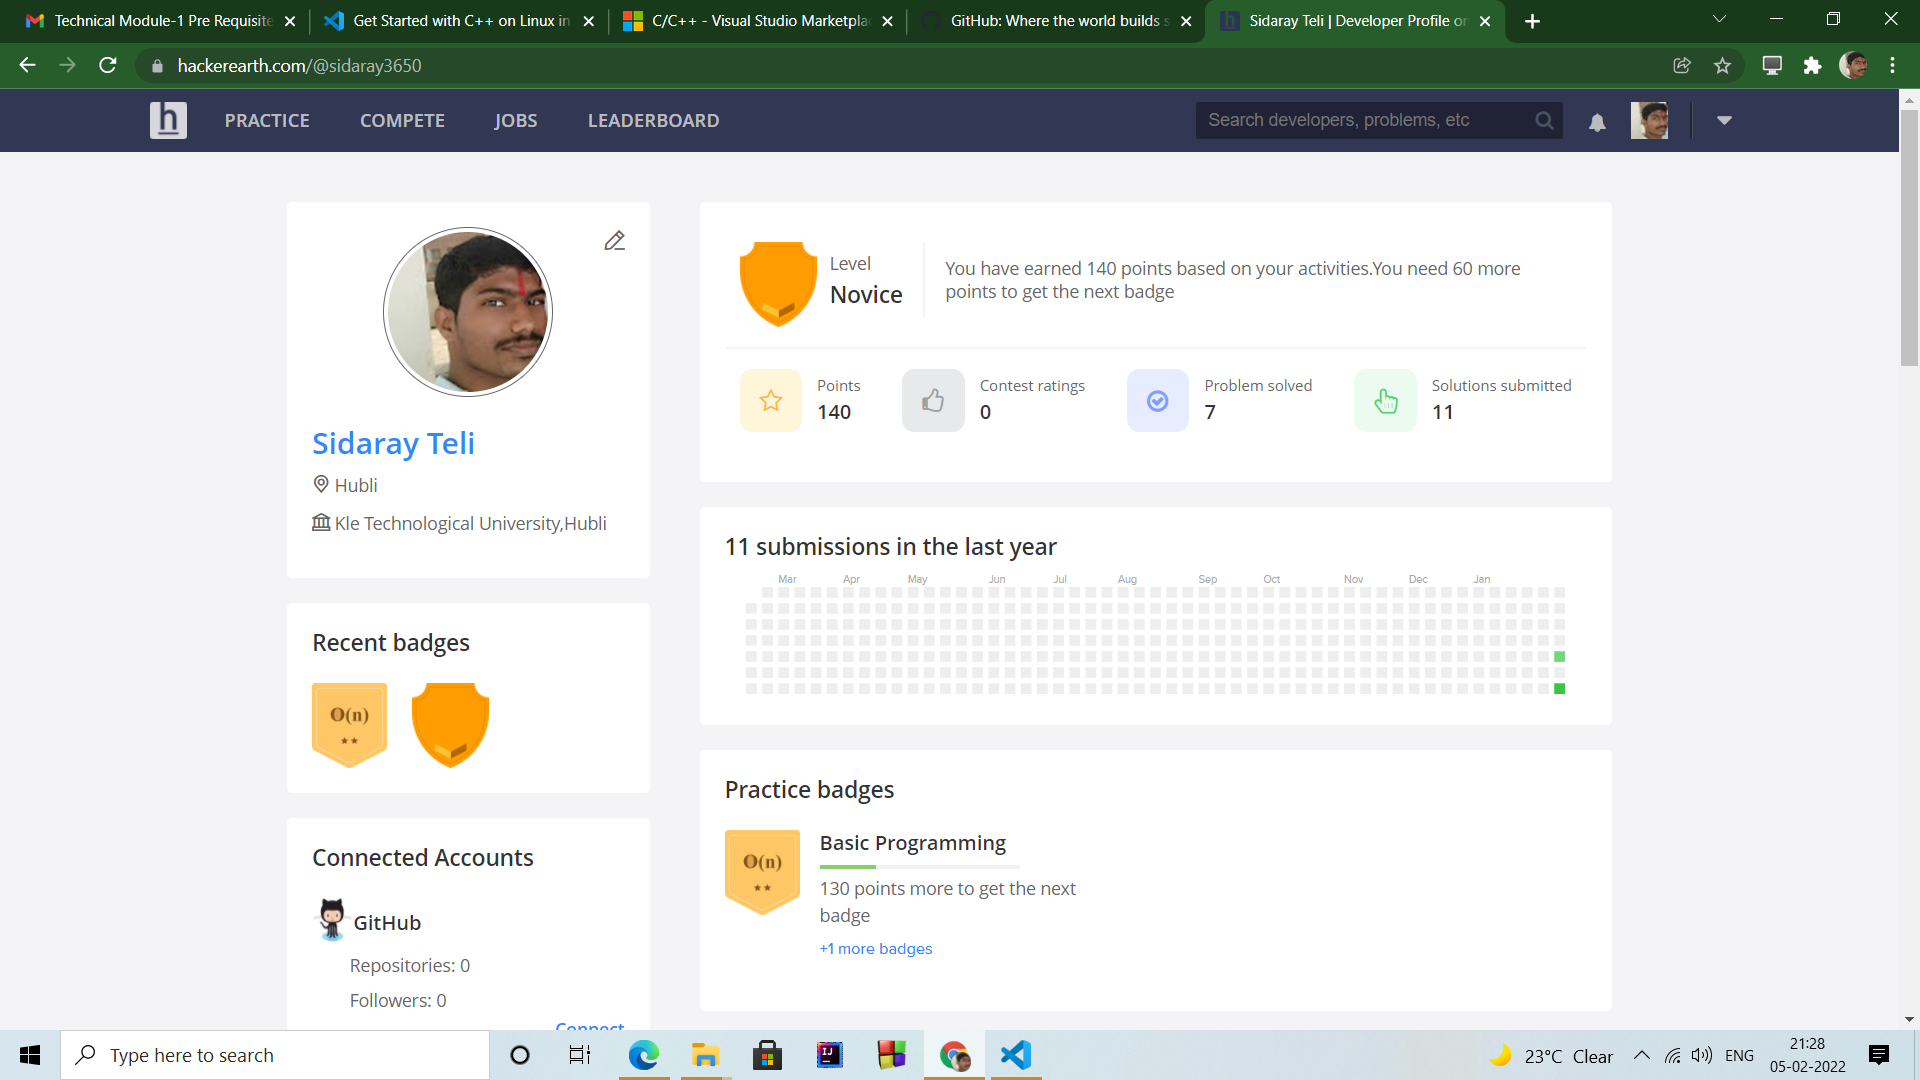 Technical Module-1 Pre Requisite
Get Started with C++ on Linux in
C/C++ - Visual Studio Marketpla
GitHub: Where the world builds s
Sidaray Teli | Developer Profile on
hackerearth.com/@sidaray3650
h
PRACTICE
COMPETE
JOBS
LEADERBOARD
Search developers, problems, etc
Sidaray Teli
Hubli
Kle Technological University,Hubli
Level
Novice
You have earned 140 points based on your activities.You need 60 more
points to get the next badge
Points
140
Contest ratings
0
Problem solved
7
Solutions submitted
11
11 submissions in the last year
Mar Apr May Jun Jul Aug Sep Oct Nov Dec Jan
Recent badges
O(n)
Practice badges
O(n)
Basic Programming
130 points more to get the next
badge
+1 more badges
Connected Accounts
GitHub
Repositories: 0
Followers: 0
Connect
Type here to search
IJ
23°C Clear
ENG
21:28
05-02-2022